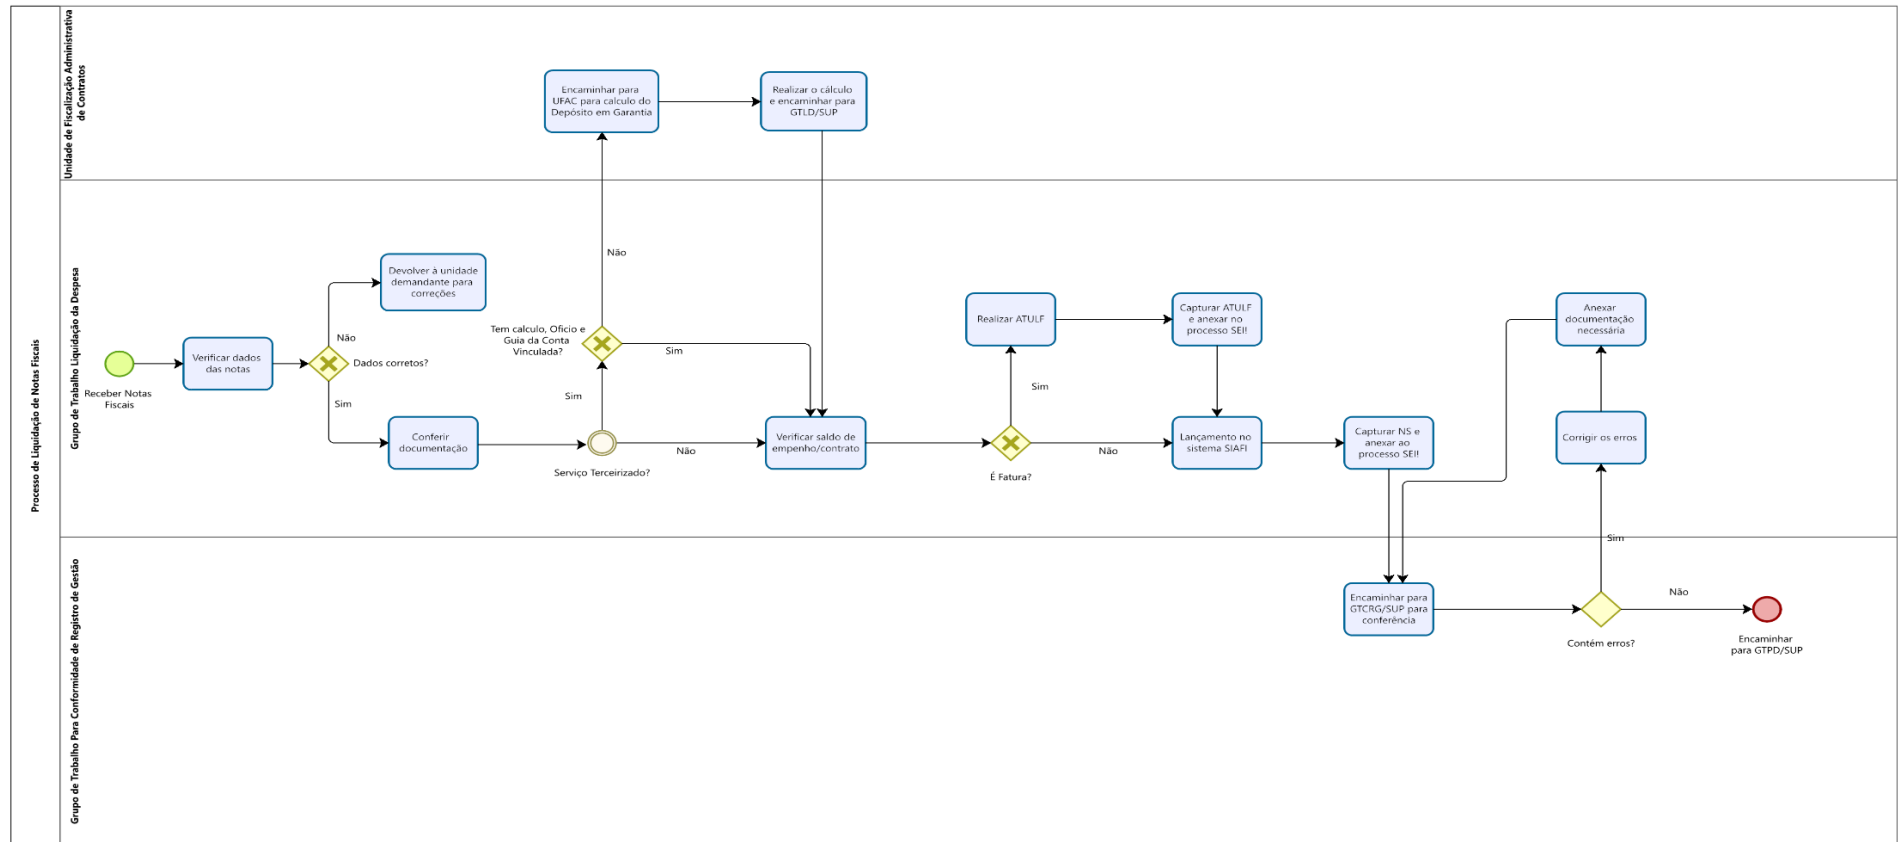 Processo de Liquidação de Notas Fiscais
Unidade de Fiscalização Administrativa
de Contratos
Encaminhar para
UFAC para calculo do
Depósito em Garantia
Realizar o cálculo
e encaminhar para
GTLD/SUP
Grupo de Trabalho Liquidação da Despesa
Receber Notas
Fiscais
Verificar dados
das notas
Dados corretos?
Não
Devolver à unidade
demandante para
correções
Sim
Conferir
documentação
Serviço Terceirizado?
Sim
Tem calculo, Oficio e
Guia da Conta
Vinculada?
Não
Sim
Não
Verificar saldo de
empenho/contrato
É Fatura?
Sim
Realizar ATULF
Capturar ATULF
e anexar no
processo SEI!
Não
Lançamento no
sistema SIAFI
Capturar NS e
anexar ao
processo SEI!
Anexar
documentação
necessária
Corrigir os erros
Sim
Grupo de Trabalho Para Conformidade de Registro de Gestão
Encaminhar para
GTCRG/SUP para
conferência
Contém erros?
Não
Encaminhar
para GTPD/SUP